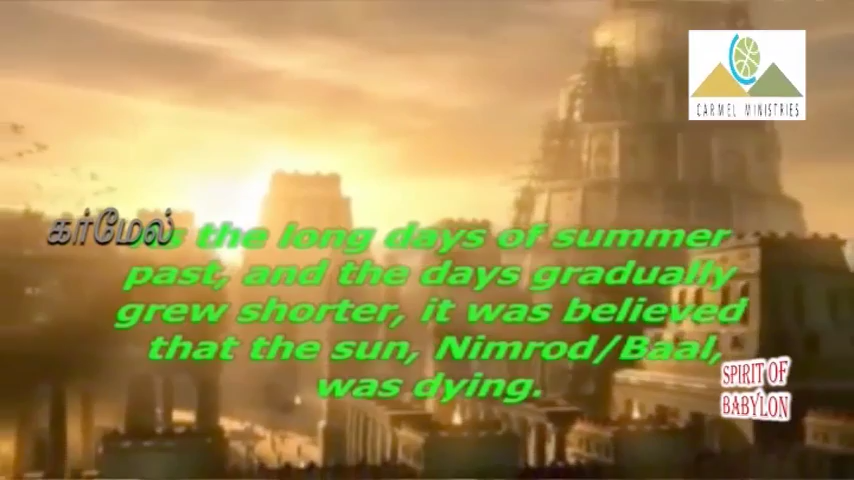 CARMEL MINISTRIES
கர்மேல்
As the long days of summer
past, and the days gradually
grew shorter, it was believed
that the sun, Nimrod/Baal,
was dying.
SPIRIT OF
BABYLON